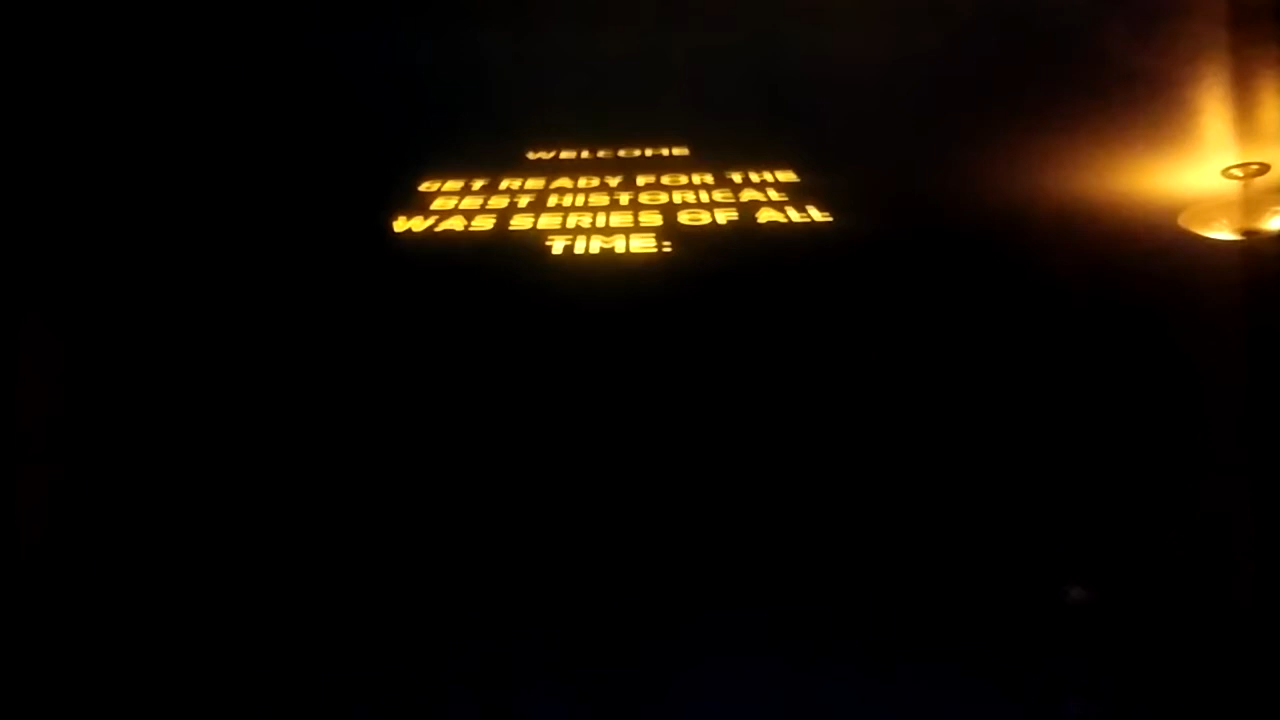 WELCOME
GET READY FOR THE
BEST HISTORICAL
WAS SERIES OF ALL
TIME: